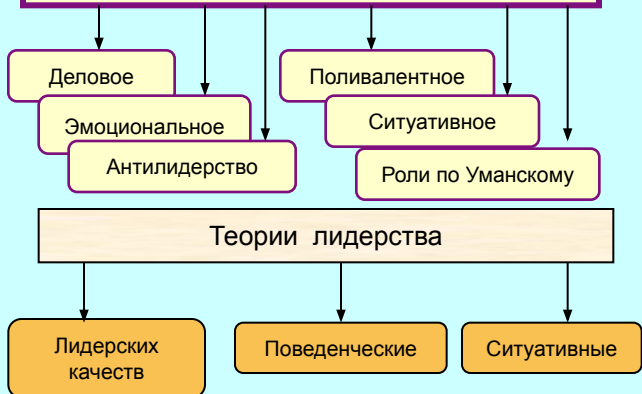 Деловое
Поливалентное
Эмоциональное
Ситуативное
Антилидерство
Роли по Уманскому
Теории лидерства
Лидерских
качеств
Поведенческие
Ситуативные